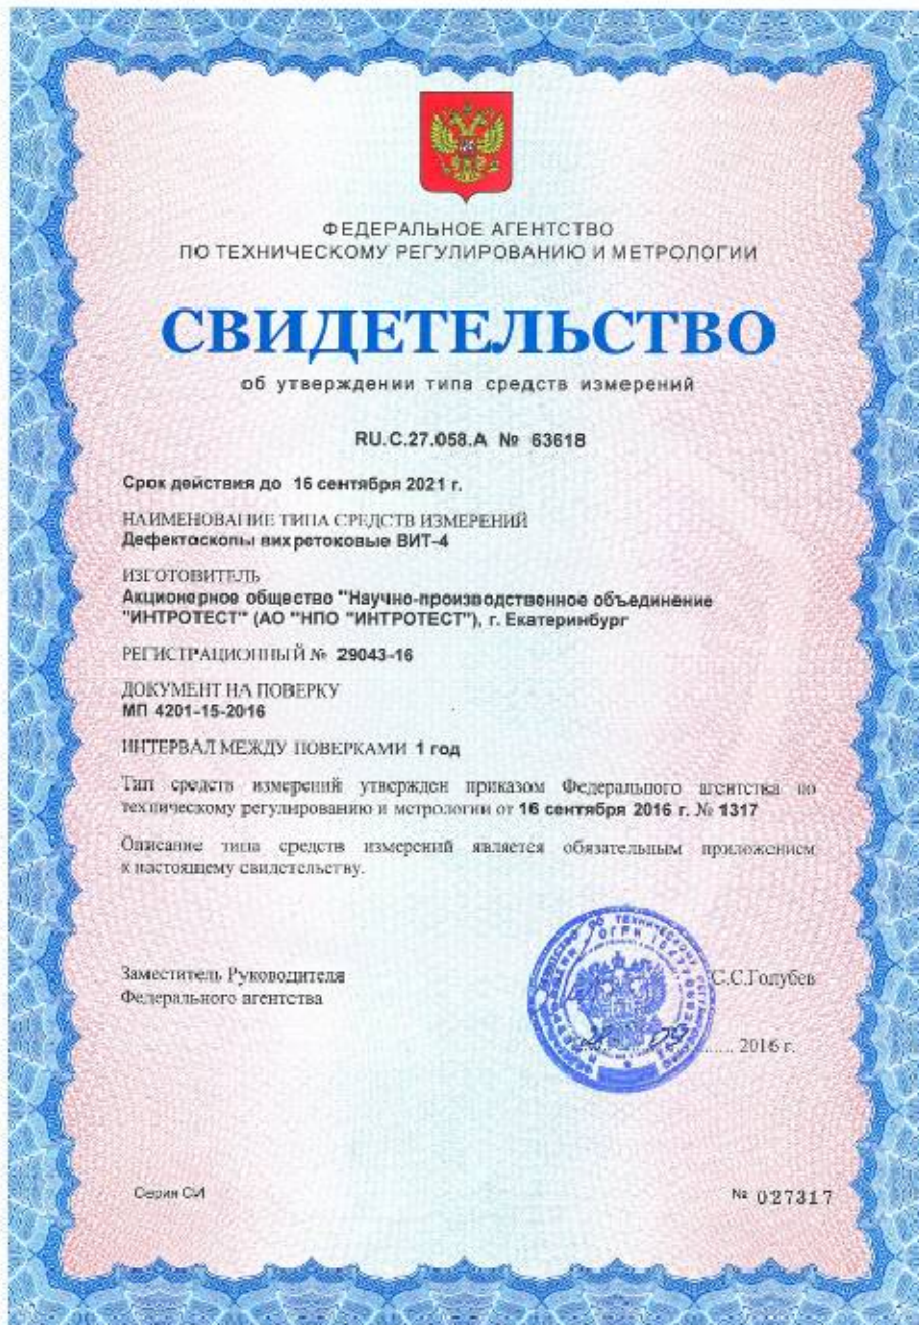 ФЕДЕРАЛЬНОЕ АГЕНТСТВО
ПО ТЕХНИЧЕСКОМУ РЕГУЛИРОВАНИЮ И МЕТРОЛОГИИ
СВИДЕТЕЛЬСТВО
об утверждении типа средств измерений
RU.C.27.058.A № 63618
Срок действия до 16 сентября 2021 г.
НАИМЕНОВАНИЕ ТИПА СРЕДСТВ ИЗМЕРЕНИЙ
Дефектоскопы вихретоковые ВИТ-4
ИЗГОТОВИТЕЛЬ
Акционерное общество "Научно-производственное объединение
"ИНТРОТЕСТ" (АО "НПО "ИНТРОТЕСТ"), г. Екатеринбург
РЕГИСТРАЦИОННЫЙ № 29043-16
ДОКУМЕНТ НА ПОВЕРКУ
МП 4201-15-2016
ИНТЕРВАЛ МЕЖДУ ПОВЕРКАМИ 1 год
Тип средств измерений утвержден приказом Федерального агентства по
техническому регулированию и метрологии от 16 сентября 2016 г. № 1317
Описание типа средств измерений является обязательным приложением
к настоящему свидетельству.
Заместитель Руководителя
С.С.Голубев
Федерального агентства
2016 г.
Серия СИ
№ 027317